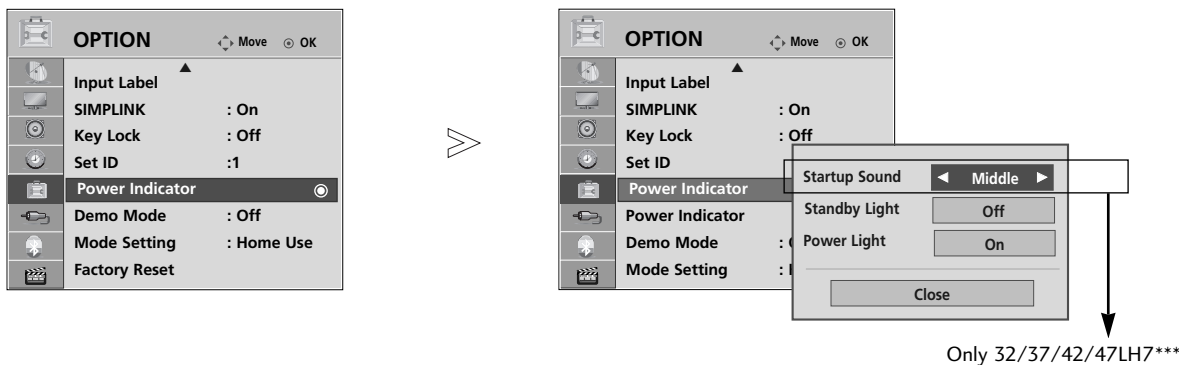 OPTION Move OK
Input Label
SIMPLINK : On
Key Lock : Off
Set ID :1
Power Indicator
Demo Mode : Off
Mode Setting : Home Use
Factory Reset
OPTION Move OK
Input Label
SIMPLINK : On
Key Lock : Off
Set ID
Power Indicator
Power Indicator
Demo Mode :
Mode Setting :
Startup Sound Middle
Standby Light Off
Power Light On
Close
Only 32/37/42/47LH7***